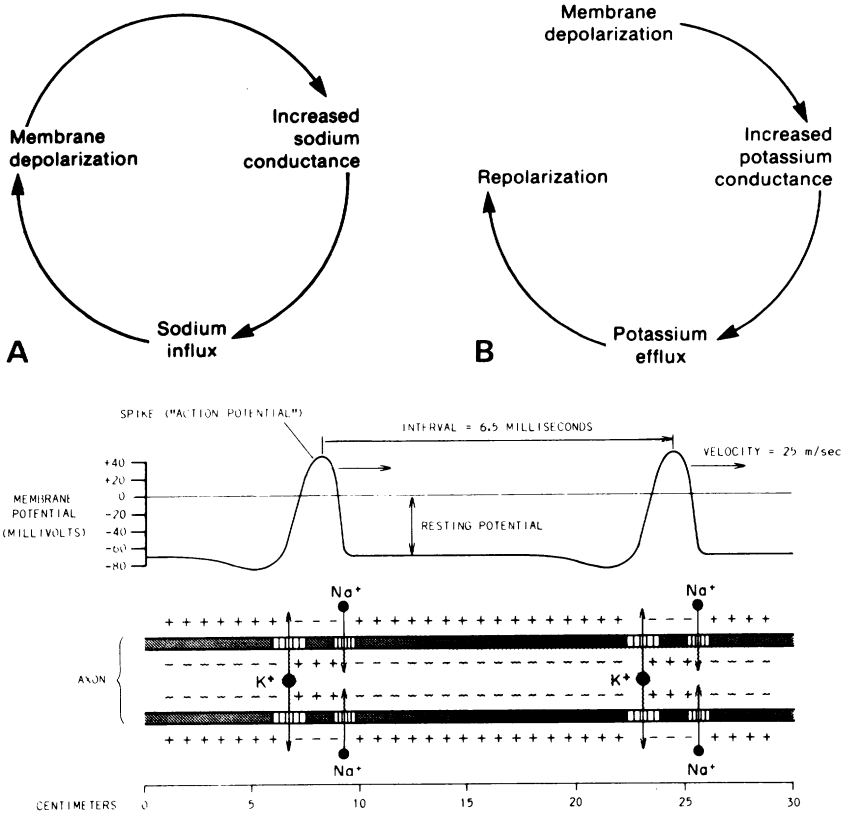 Membrane
depolarization
Increased
sodium
conductance
Sodium
influx
A
Membrane
depolarization
Increased
potassium
conductance
Potassium
efflux
Repolarization
B
SPIKE ("ACTION POTENTIAL")
INTERVAL = 6.5 MILLISECONDS
VELOCITY = 25 m/sec
MEMBRANE
POTENTIAL
(MILLIVOLTS)
+40
+20
0
-20
-40
-60
-80
RESTING POTENTIAL
Na+ Na+
+ + + + + + + - - + + + + + + + + + + + + + + + + - - - + + + +
- - - - - - - + + + - - - - - - - - - - - - - - - - + + + - - - -
AXON
K+ K+
- - - - - - - + + + - - - - - - - - - - - - - - - - + + + - - - -
+ + + + + + + - - + + + + + + + + + + + + + + + + - - - + + + +
Na+ Na+
CENTIMETERS 0 5 10 15 20 25 30